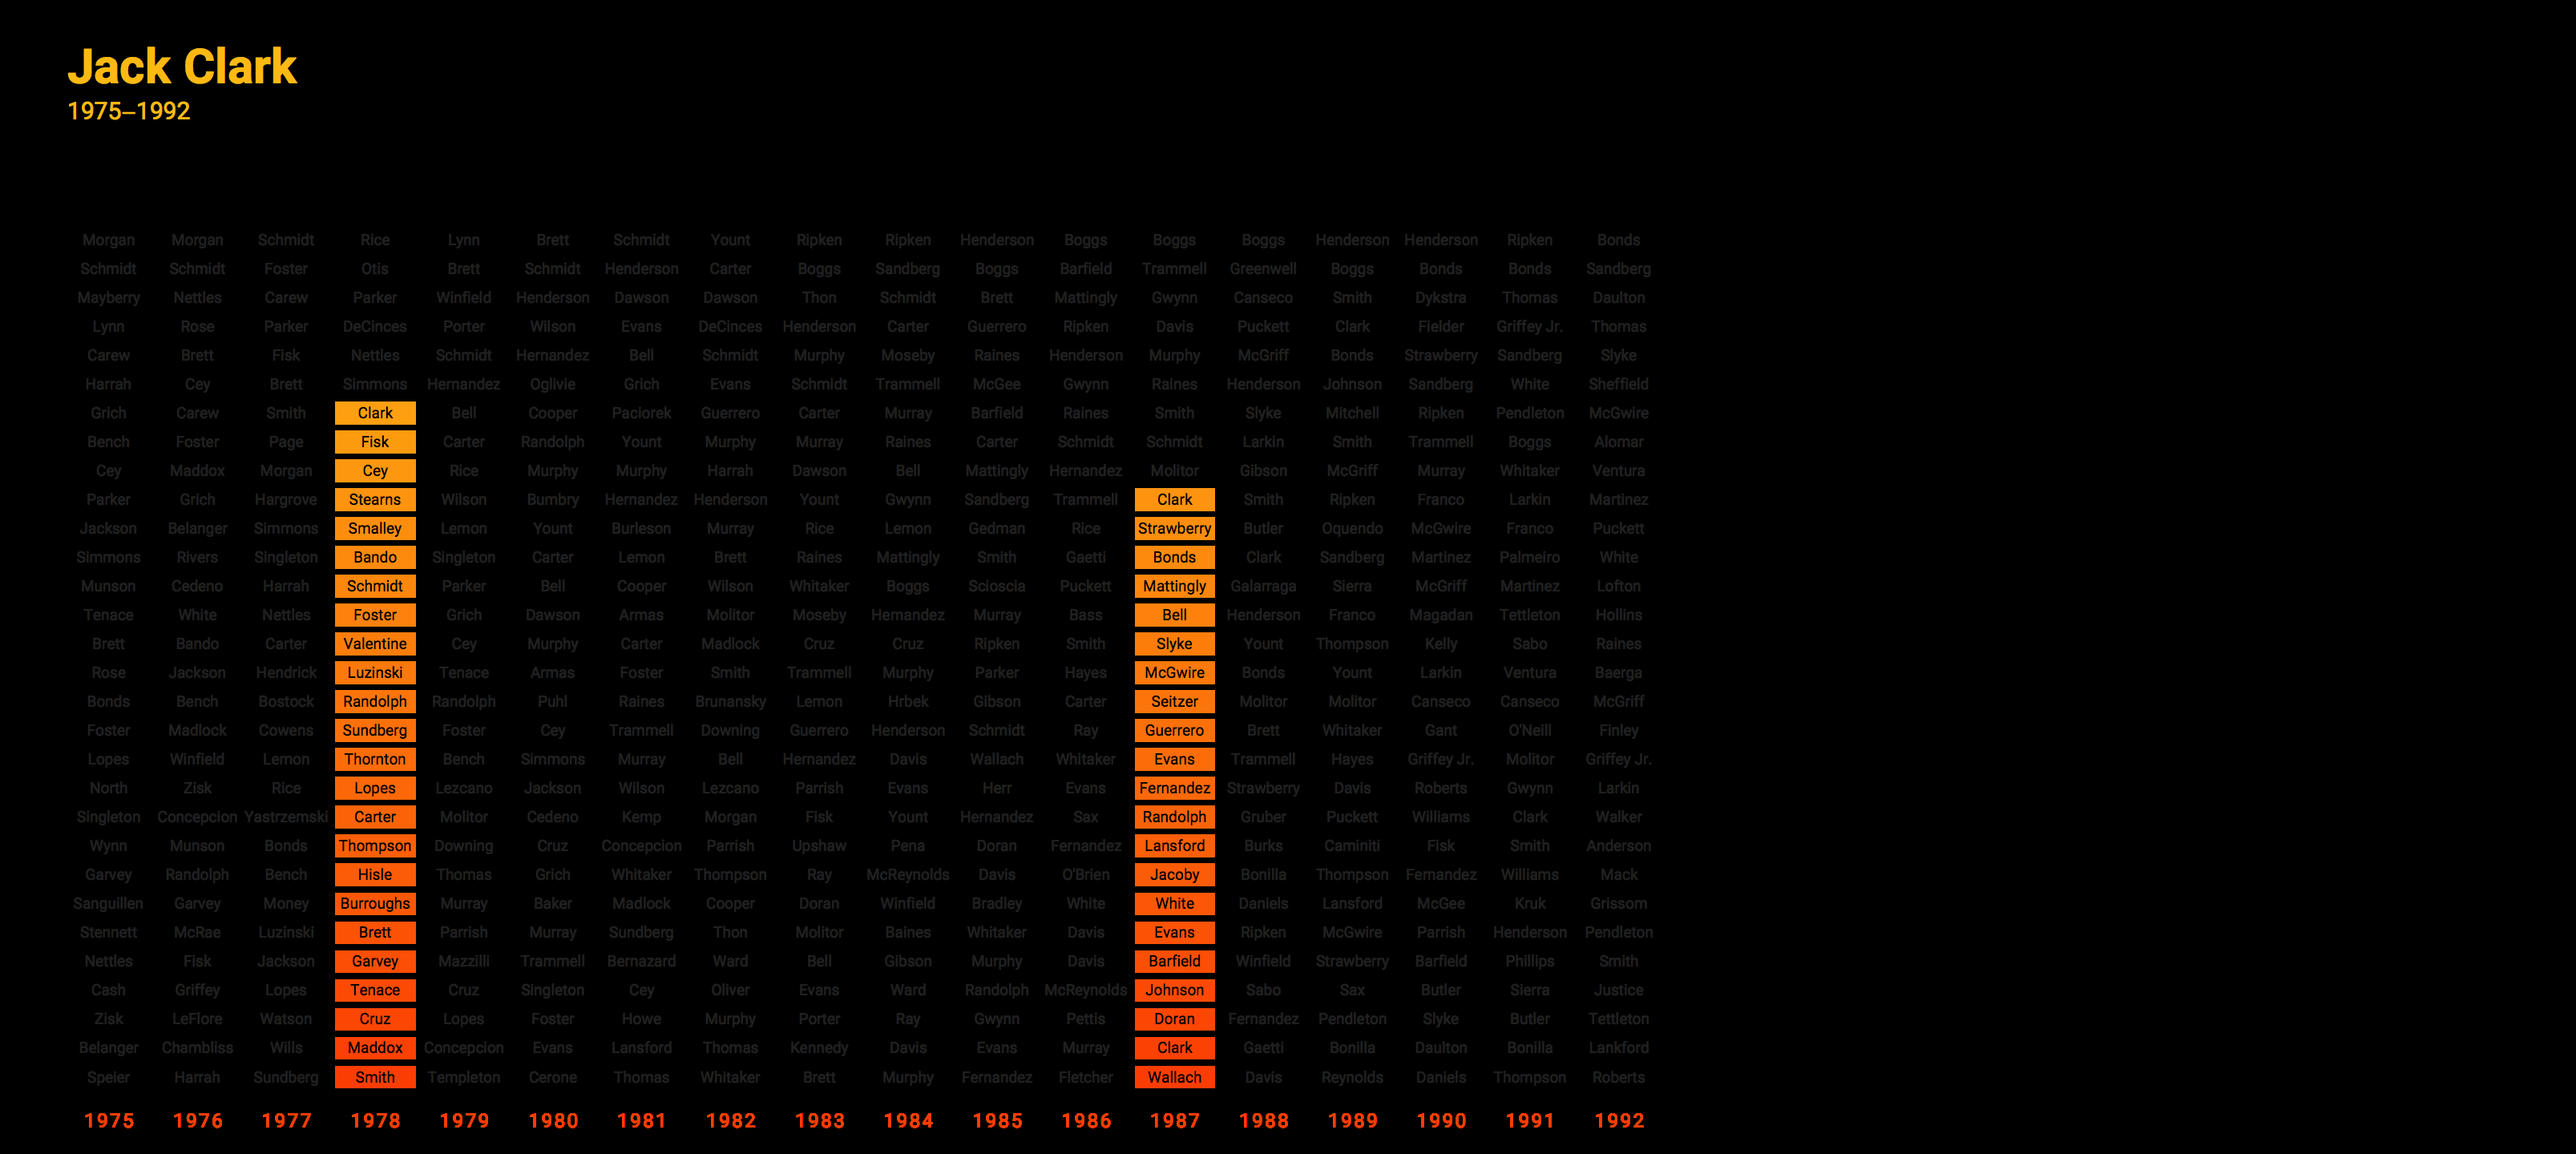 Jack Clark
1975–1992
Morgan Morgan Schmidt Rice Lynn Brett Schmidt Yount Ripken Ripken Henderson Boggs Boggs Boggs Henderson Henderson Ripken Bonds
Schmidt Schmidt Foster Otis Brett Schmidt Henderson Carter Boggs Sandberg Boggs Barfield Trammell Greenwell Boggs Bonds Bonds Sandberg
Mayberry Nettles Carew Parker Winfield Henderson Dawson Dawson Thon Schmidt Brett Mattingly Gwynn Canseco Smith Dykstra Thomas Daulton
Lynn Rose Parker DeCinces Porter Wilson Evans DeCinces Henderson Carter Guerrero Ripken Davis Puckett Clark Fielder Griffey Jr. Thomas
Carew Brett Fisk Nettles Schmidt Hernandez Bell Schmidt Murphy Moseby Raines Henderson Murphy McGriff Bonds Strawberry Sandberg Slyke
Harrah Cey Brett Simmons Hernandez Oglivie Grich Evans Schmidt Trammell McGee Gwynn Raines Henderson Johnson Sandberg White Sheffield
Grich Carew Smith Clark Bell Cooper Paciorek Guerrero Carter Murray Barfield Raines Smith Slyke Mitchell Ripken Pendleton McGwire
Bench Foster Page Fisk Carter Randolph Yount Murphy Murray Raines Carter Schmidt Schmidt Larkin Smith Trammell Boggs Alomar
Cey Maddox Morgan Cey Rice Murphy Murphy Harrah Dawson Bell Mattingly Hernandez Molitor Gibson McGriff Murray Whitaker Ventura
Parker Grich Hargrove Stearns Wilson Bumbry Hernandez Henderson Yount Gwynn Sandberg Trammell Clark Smith Ripken Franco Larkin Martinez
Jackson Belanger Simmons Smalley Lemon Yount Burleson Murray Rice Lemon Gedman Rice Strawberry Butler Oquendo McGwire Franco Puckett
Simmons Rivers Singleton Bando Singleton Carter Lemon Brett Raines Mattingly Smith Gaetti Bonds Clark Sandberg Martinez Palmeiro White
Munson Cedeno Harrah Schmidt Parker Bell Cooper Wilson Whitaker Boggs Scioscia Puckett Mattingly Galarraga Sierra McGriff Martinez Lofton
Tenace White Nettles Foster Grich Dawson Armas Molitor Moseby Hernandez Murray Bass Bell Henderson Franco Magadan Tettleton Hollins
Brett Bando Carter Valentine Cey Murphy Carter Madlock Cruz Cruz Ripken Smith Slyke Yount Thompson Kelly Sabo Raines
Rose Jackson Hendrick Luzinski Tenace Armas Foster Smith Trammell Murphy Parker Hayes McGwire Bonds Yount Larkin Ventura Baerga
Bonds Bench Bostock Randolph Randolph Puhl Raines Brunansky Lemon Hrbek Gibson Carter Seitzer Molitor Molitor Canseco Canseco McGriff
Foster Madlock Cowens Sundberg Foster Cey Trammell Downing Guerrero Henderson Schmidt Ray Guerrero Brett Whitaker Gant O'Neill Finley
Lopes Winfield Lemon Thornton Bench Simmons Murray Bell Hernandez Davis Wallach Whitaker Evans Trammell Hayes Griffey Jr. Molitor Griffey Jr.
North Zisk Rice Lopes Lezcano Jackson Wilson Lezcano Parrish Evans Herr Evans Fernandez Strawberry Davis Roberts Gwynn Larkin
Singleton Concepcion Yastrzemski Carter Molitor Cedeno Kemp Morgan Fisk Yount Hernandez Sax Randolph Gruber Puckett Williams Clark Walker
Wynn Munson Bonds Thompson Downing Cruz Concepcion Parrish Upshaw Pena Doran Fernandez Lansford Burks Caminiti Fisk Smith Anderson
Garvey Randolph Bench Hisle Thomas Grich Whitaker Thompson Ray McReynolds Davis O'Brien Jacoby Bonilla Thompson Fernandez Williams Mack
Sanguillen Garvey Money Burroughs Murray Baker Madlock Cooper Doran Winfield Bradley White White Daniels Lansford McGee Kruk Grissom
Stennett McRae Luzinski Brett Parrish Murray Sundberg Thon Molitor Baines Whitaker Davis Evans Ripken McGwire Parrish Henderson Pendleton
Nettles Fisk Jackson Garvey Mazzilli Trammell Bernazard Ward Bell Gibson Murphy Davis Barfield Winfield Strawberry Barfield Phillips Smith
Cash Griffey Lopes Tenace Cruz Singleton Cey Oliver Evans Ward Randolph McReynolds Johnson Sabo Sax Butler Sierra Justice
Zisk LeFlore Watson Cruz Lopes Foster Howe Murphy Porter Ray Gwynn Pettis Doran Fernandez Pendleton Slyke Butler Tettleton
Belanger Chambliss Wills Maddox Concepcion Evans Lansford Thomas Kennedy Davis Evans Murray Clark Gaetti Bonilla Daulton Bonilla Lankford
Speier Harrah Sundberg Smith Templeton Cerone Thomas Whitaker Brett Murphy Fernandez Fletcher Wallach Davis Reynolds Daniels Thompson Roberts
1975 1976 1977 1978 1979 1980 1981 1982 1983 1984 1985 1986 1987 1988 1989 1990 1991 1992